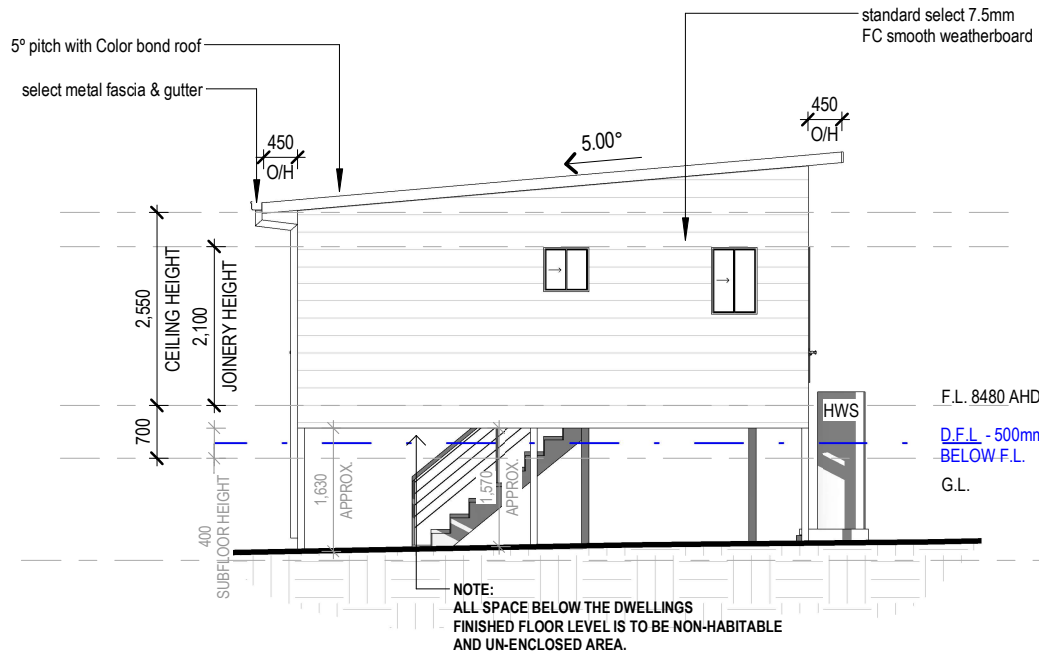 standard select 7.5mm
FC smooth weatherboard
5º pitch with Color bond roof
select metal fascia & gutter
450
O/H
450
O/H
5.00°
2,550
CEILING HEIGHT
2,100
JOINERY HEIGHT
700
400
SUBFLOOR HEIGHT
1,630
APPROX.
1,570
APPROX.
HWS
F.L. 8480 AHD
D.F.L - 500mm
BELOW F.L.
G.L.
NOTE:
ALL SPACE BELOW THE DWELLINGS
FINISHED FLOOR LEVEL IS TO BE NON-HABITABLE
AND UN-ENCLOSED AREA.